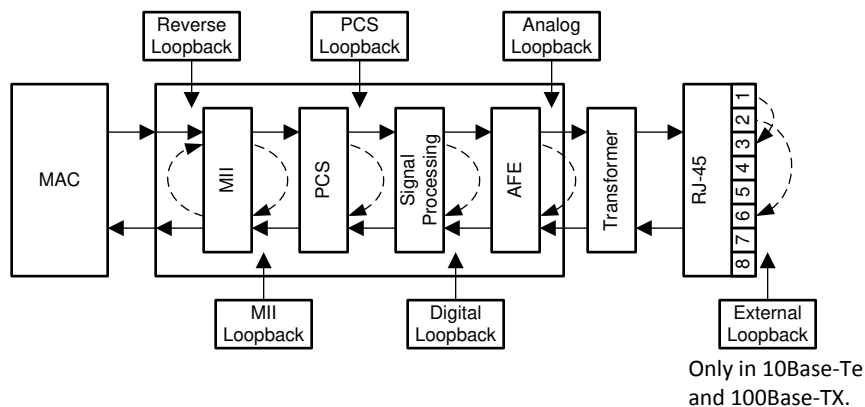 Reverse
Loopback
PCS
Loopback
Analog
Loopback
MAC
MII
PCS
Signal
Processing
AFE
Transformer
RJ-45
1
2
3
4
5
6
7
8
MII
Loopback
Digital
Loopback
External
Loopback
Only in 10Base-Te
and 100Base-TX.